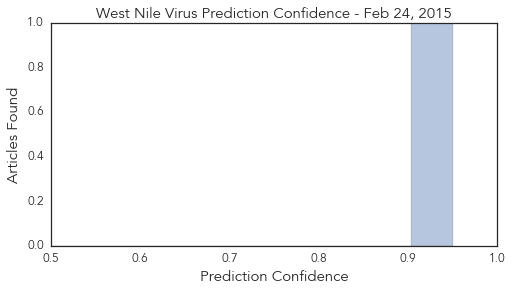 West Nile Virus Prediction Confidence - Feb 24, 2015
1.0
0.8
0.6
0.4
0.2
0.0
Articles Found
0.5 0.6 0.7 0.8 0.9 1.0
Prediction Confidence